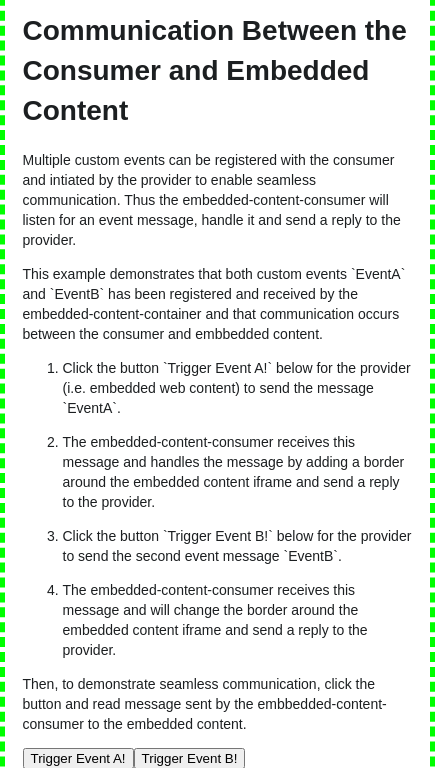 Communication Between the
Consumer and Embedded
Content
Multiple custom events can be registered with the consumer
and intiated by the provider to enable seamless
communication. Thus the embedded-content-consumer will
listen for an event message, handle it and send a reply to the
provider.
This example demonstrates that both custom events `EventA`
and `EventB` has been registered and received by the
embedded-content-container and that communication occurs
between the consumer and embbedded content.
1. Click the button `Trigger Event A!` below for the provider
(i.e. embedded web content) to send the message
`EventA`.
2. The embedded-content-consumer receives this
message and handles the message by adding a border
around the embedded content iframe and send a reply
to the provider.
3. Click the button `Trigger Event B!` below for the provider
to send the second event message `EventB`.
4. The embedded-content-consumer receives this
message and will change the border around the
embedded content iframe and send a reply to the
provider.
Then, to demonstrate seamless communication, click the
button and read message sent by the embbedded-content-
consumer to the embedded content.
Trigger Event A! Trigger Event B!